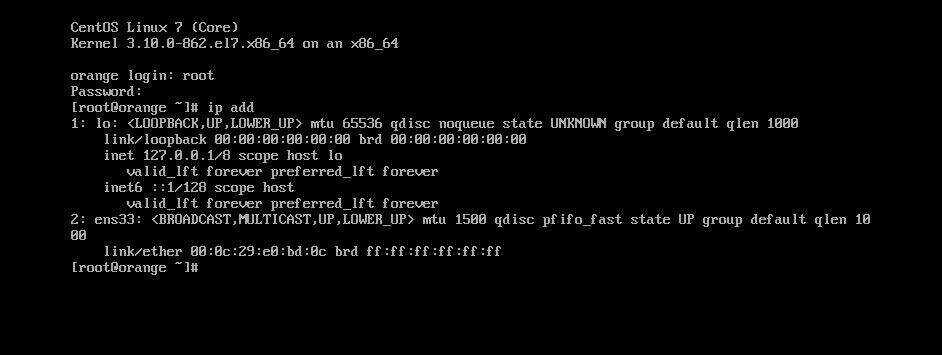 CentOS Linux 7 (Core)
Kernel 3.10.0-862.el7.x86_64 on an x86_64
orange login: root
Password:
[root@orange ~]# ip add
1: lo: <LOOPBACK,UP,LOWER_UP> mtu 65536 qdisc noqueue state UNKNOWN group default qlen 1000
    link/loopback 00:00:00:00:00:00 brd 00:00:00:00:00:00
    inet 127.0.0.1/8 scope host lo
       valid_lft forever preferred_lft forever
    inet6 ::1/128 scope host
       valid_lft forever preferred_lft forever
2: ens33: <BROADCAST,MULTICAST,UP,LOWER_UP> mtu 1500 qdisc pfifo_fast state UP group default qlen 10
00
    link/ether 00:0c:29:e0:bd:0c brd ff:ff:ff:ff:ff:ff
[root@orange ~]#